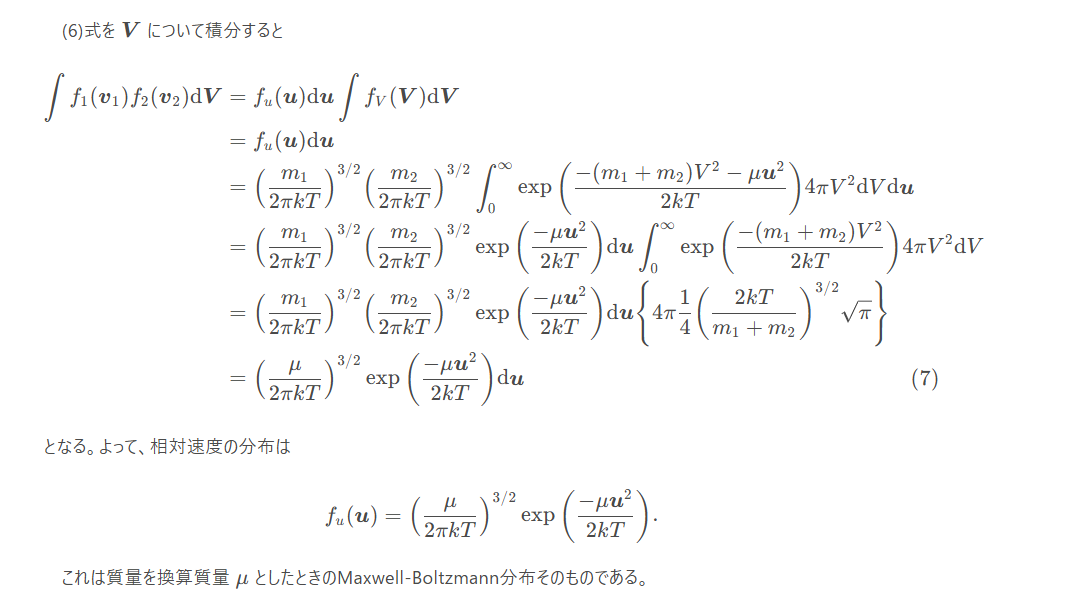 (6)式を V について積分すると
∫ f₁(v₁)f₂(v₂)dV = fᵤ(u)du ∫ f_V(V)dV
= fᵤ(u)du
= (m₁/2πkT)^{3/2} (m₂/2πkT)^{3/2} ∫₀^∞ exp(−(m₁ + m₂)V² − μu²/2kT) 4πV²dVdu
= (m₁/2πkT)^{3/2} (m₂/2πkT)^{3/2} exp(−μu²/2kT) du ∫₀^∞ exp(−(m₁ + m₂)V²/2kT) 4πV²dV
= (m₁/2πkT)^{3/2} (m₂/2πkT)^{3/2} exp(−μu²/2kT) du {4π 1/4 (2kT/m₁ + m₂)^{3/2} √π}
= (μ/2πkT)^{3/2} exp(−μu²/2kT) du (7)
となる。よって、相対速度の分布は
fᵤ(u) = (μ/2πkT)^{3/2} exp(−μu²/2kT).
これは質量を換算質量 μ としたときのMaxwell-Boltzmann分布そのものである。